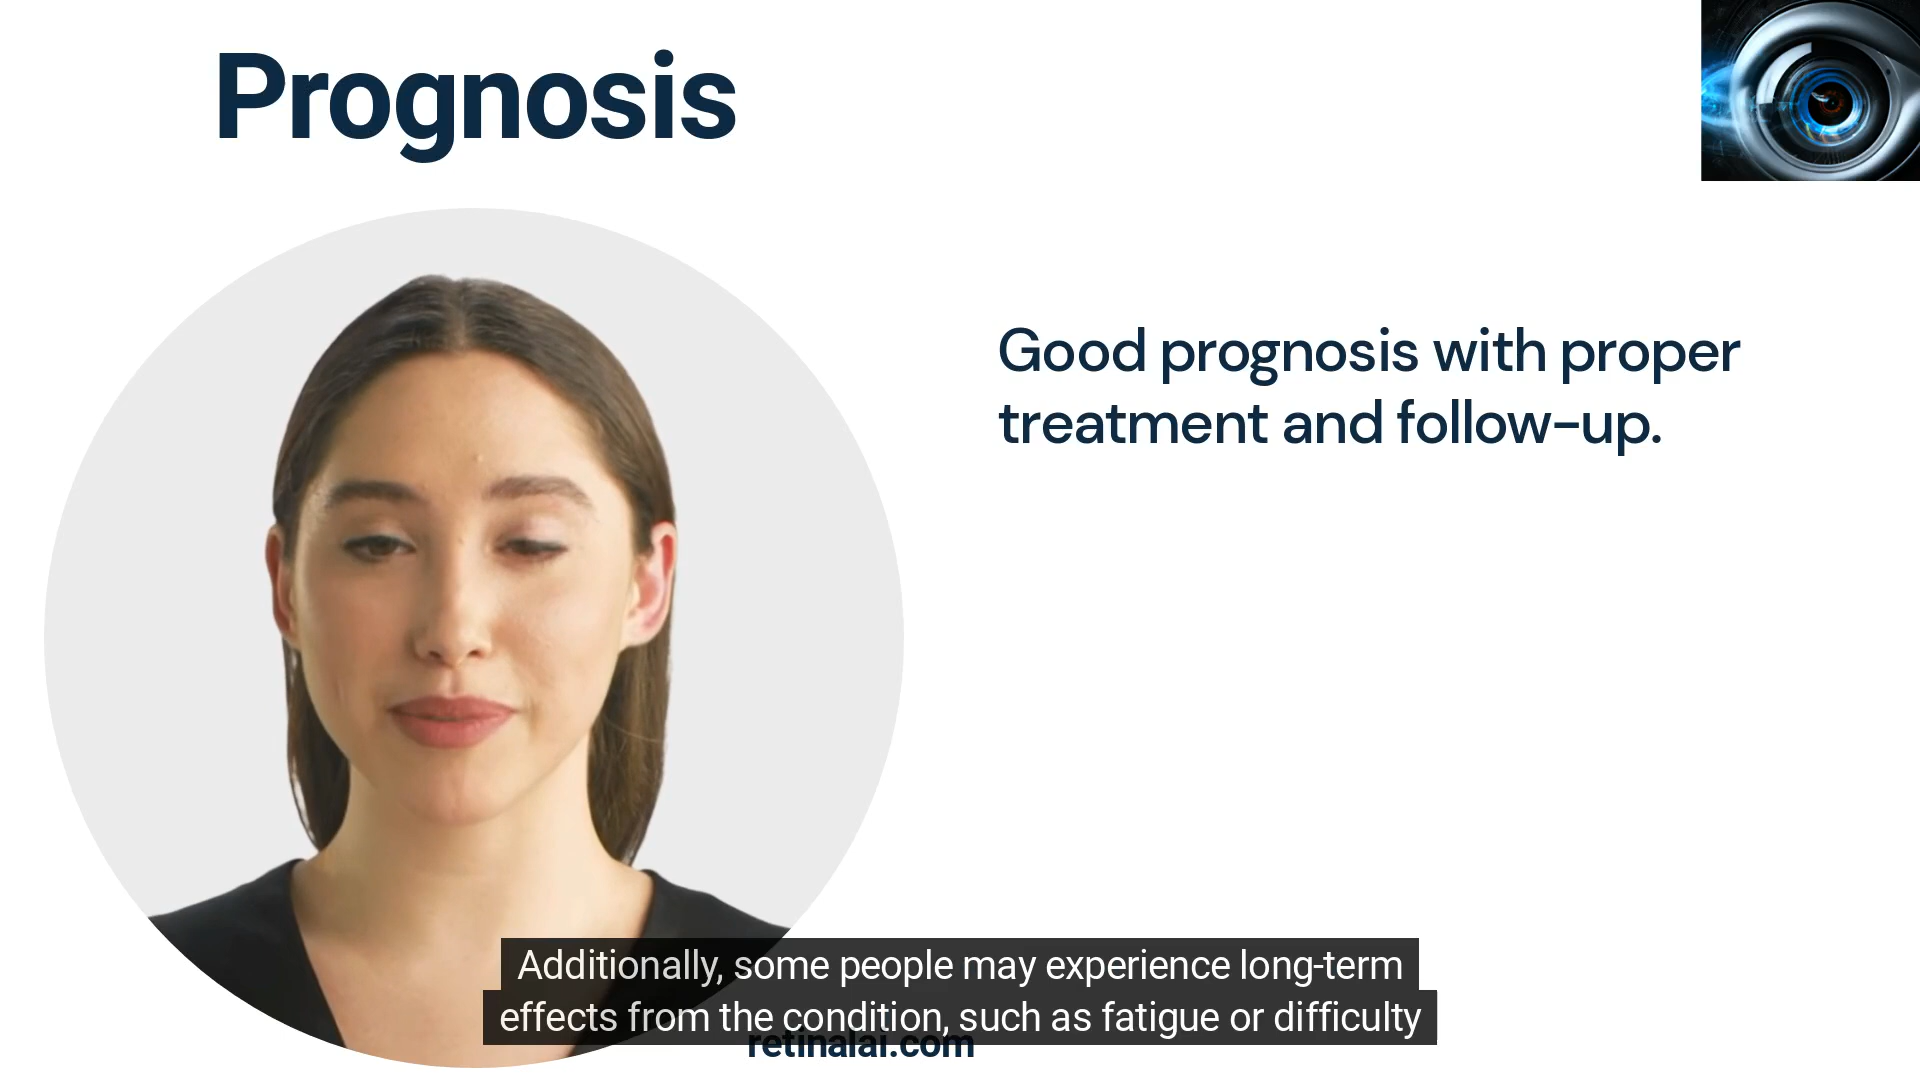 Prognosis
Good prognosis with proper
treatment and follow-up.
Additionally, some people may experience long-term
effects from the condition, such as fatigue or difficulty
retinalai.com